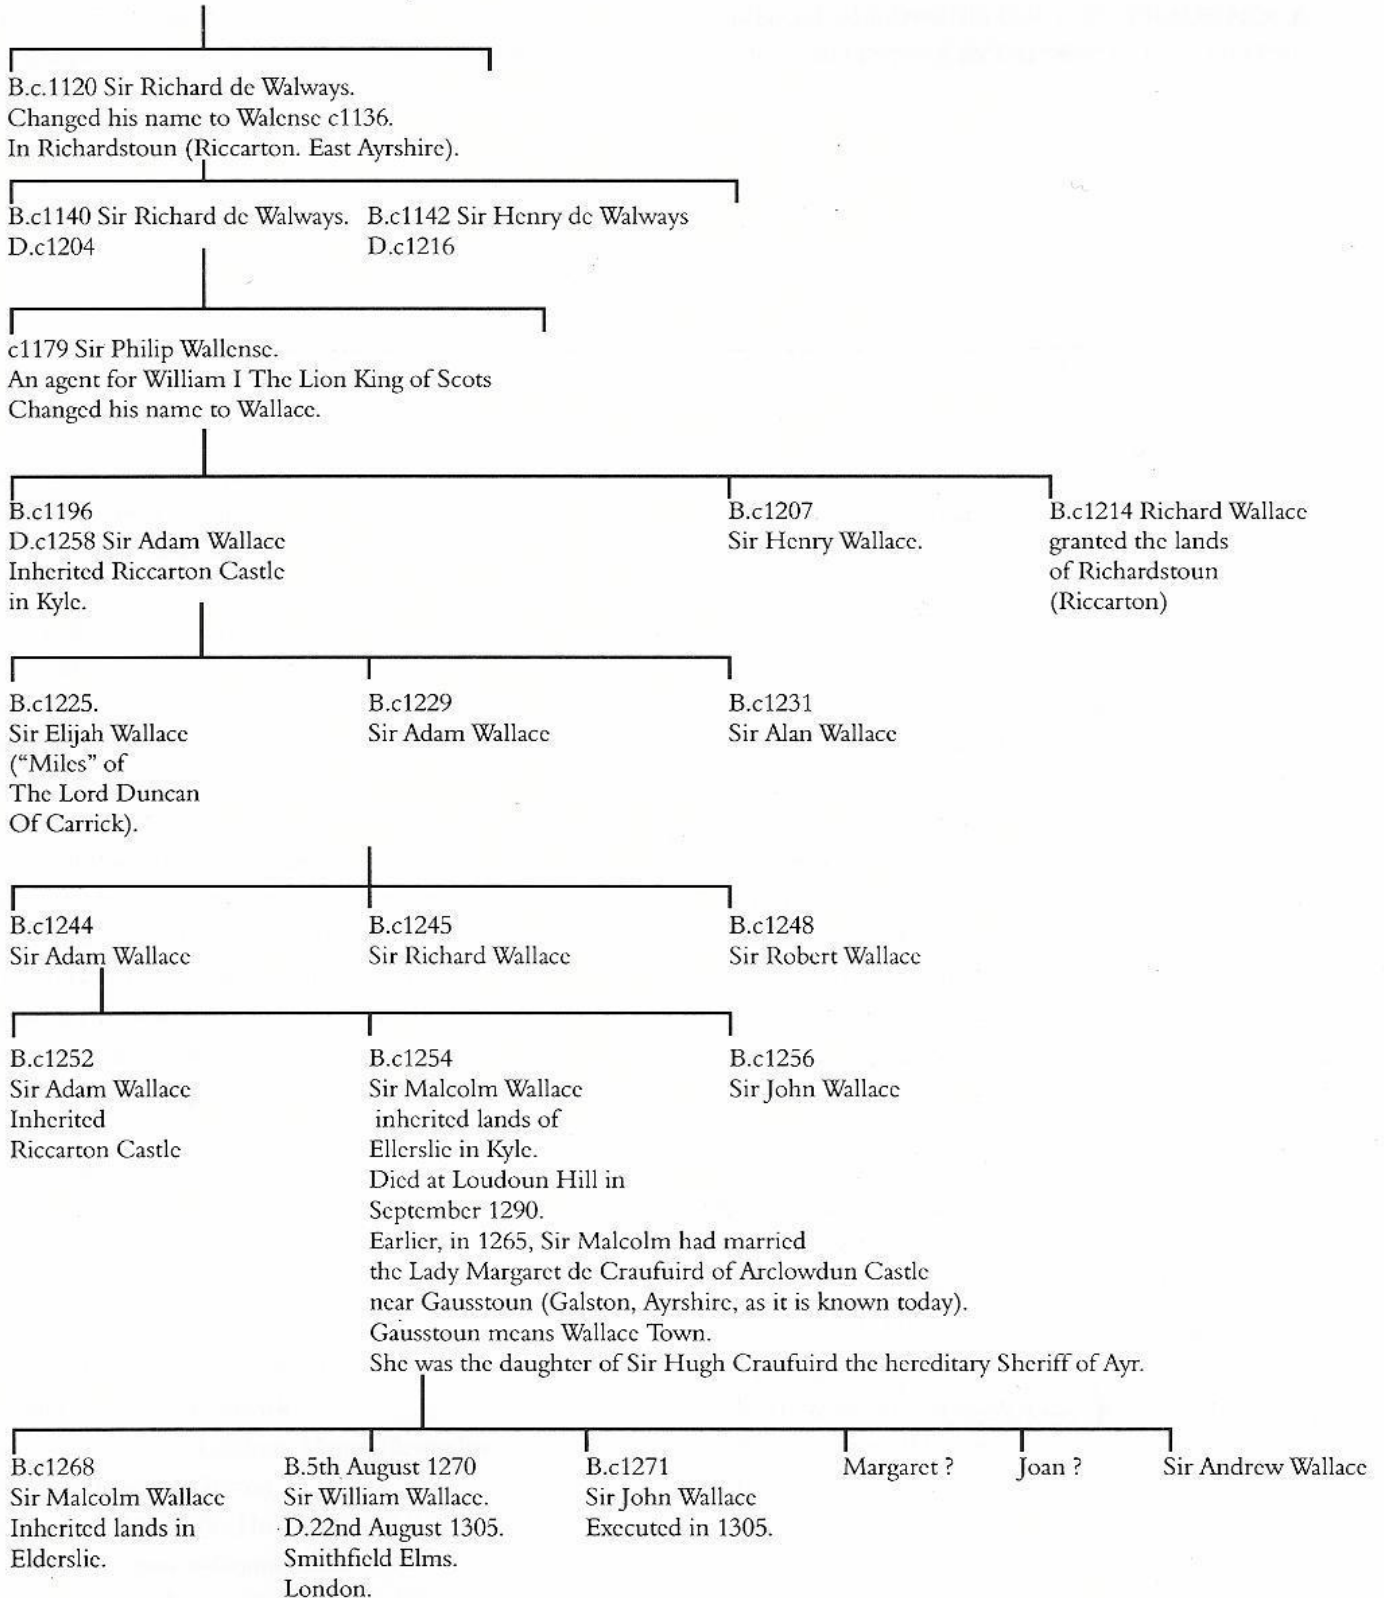 B.c.1120 Sir Richard de Walways.
Changed his name to Walense c1136.
In Richardstoun (Riccarton. East Ayrshire).
B.c1140 Sir Richard de Walways.
D.c1204
B.c1142 Sir Henry de Walways
D.c1216
c1179 Sir Philip Wallense.
An agent for William I The Lion King of Scots
Changed his name to Wallace.
B.c1196
D.c1258 Sir Adam Wallace
Inherited Riccarton Castle
in Kyle.
B.c1207
Sir Henry Wallace.
B.c1214 Richard Wallace
granted the lands
of Richardstoun
(Riccarton)
B.c1225.
Sir Elijah Wallace
(“Miles” of
The Lord Duncan
Of Carrick).
B.c1229
Sir Adam Wallace
B.c1231
Sir Alan Wallace
B.c1244
Sir Adam Wallace
B.c1245
Sir Richard Wallace
B.c1248
Sir Robert Wallace
B.c1252
Sir Adam Wallace
Inherited
Riccarton Castle
B.c1254
Sir Malcolm Wallace
inherited lands of
Ellerslie in Kyle.
Died at Loudoun Hill in
September 1290.
Earlier, in 1265, Sir Malcolm had married
the Lady Margaret de Craufuird of Arclowdun Castle
near Gausstoun (Galston, Ayrshire, as it is known today).
Gausstoun means Wallace Town.
She was the daughter of Sir Hugh Craufuird the hereditary Sheriff of Ayr.
B.c1256
Sir John Wallace
B.c1268
Sir Malcolm Wallace
Inherited lands in
Elderslie.
B.5th August 1270
Sir William Wallace.
D.22nd August 1305.
Smithfield Elms.
London.
B.c1271
Sir John Wallace
Executed in 1305.
Margaret ?
Joan ?
Sir Andrew Wallace